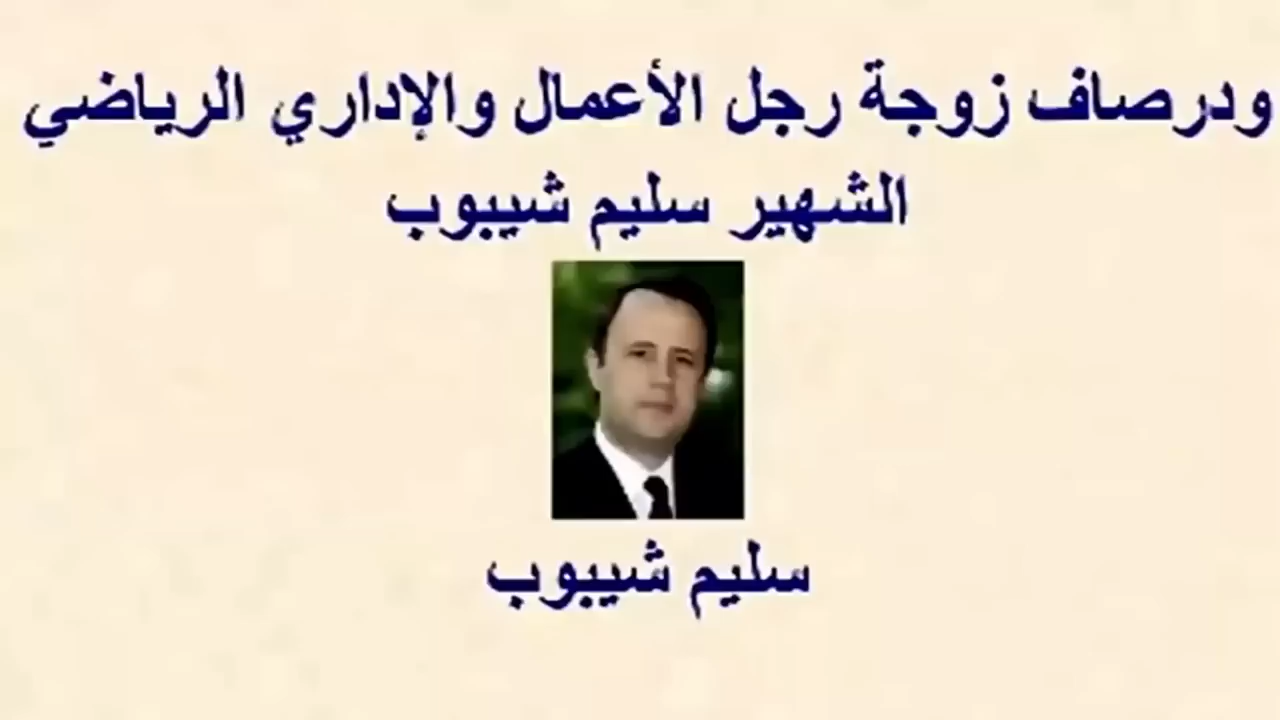 ودرصاف زوجة رجل الأعمال والإداري الرياضي
الشهير سليم شيبوب
سليم شيبوب